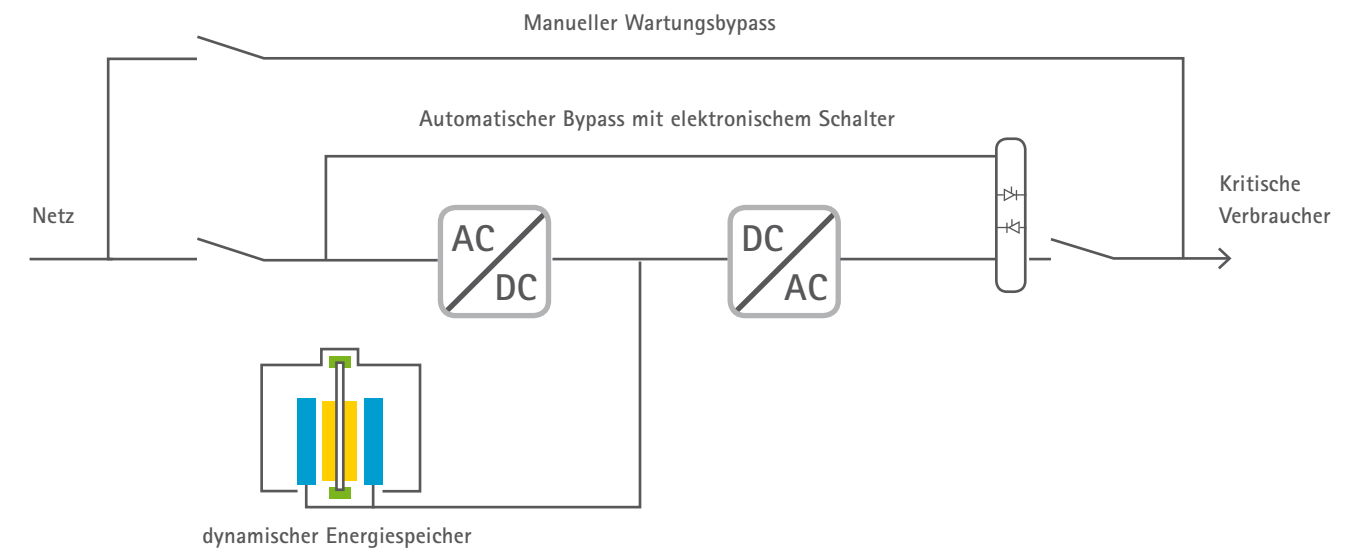 Manueller Wartungsbypass
Automatischer Bypass mit elektronischem Schalter
Netz
Kritische
Verbraucher
AC
DC
DC
AC
dynamischer Energiespeicher